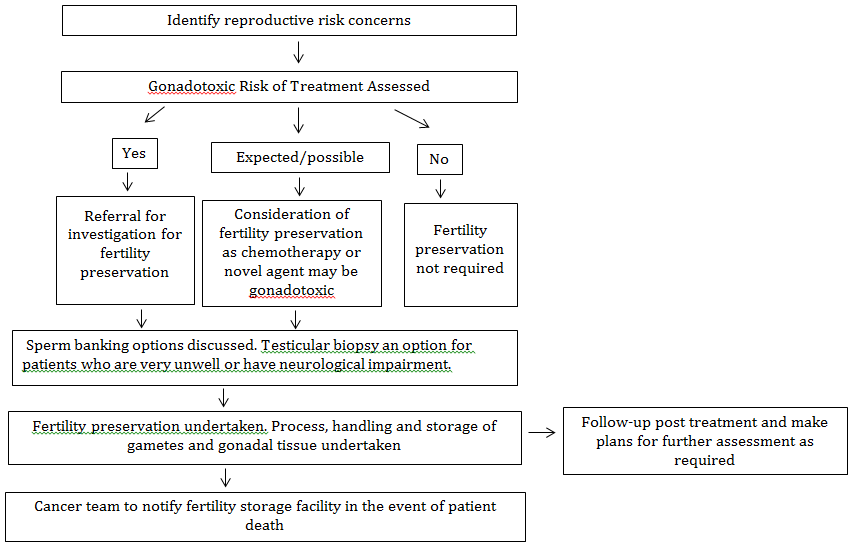 Identify reproductive risk concerns
Gonadotoxic Risk of Treatment Assessed
Yes
Expected/possible
No
Referral for
investigation for
fertility
preservation
Consideration of
fertility preservation
as chemotherapy or
novel agent may be
gonadotoxic
Fertility
preservation
not required
Sperm banking options discussed. Testicular biopsy an option for
patients who are very unwell or have neurological impairment.
Fertility preservation undertaken. Process, handling and storage of
gametes and gonadal tissue undertaken
Follow-up post treatment and make
plans for further assessment as
required
Cancer team to notify fertility storage facility in the event of patient
death